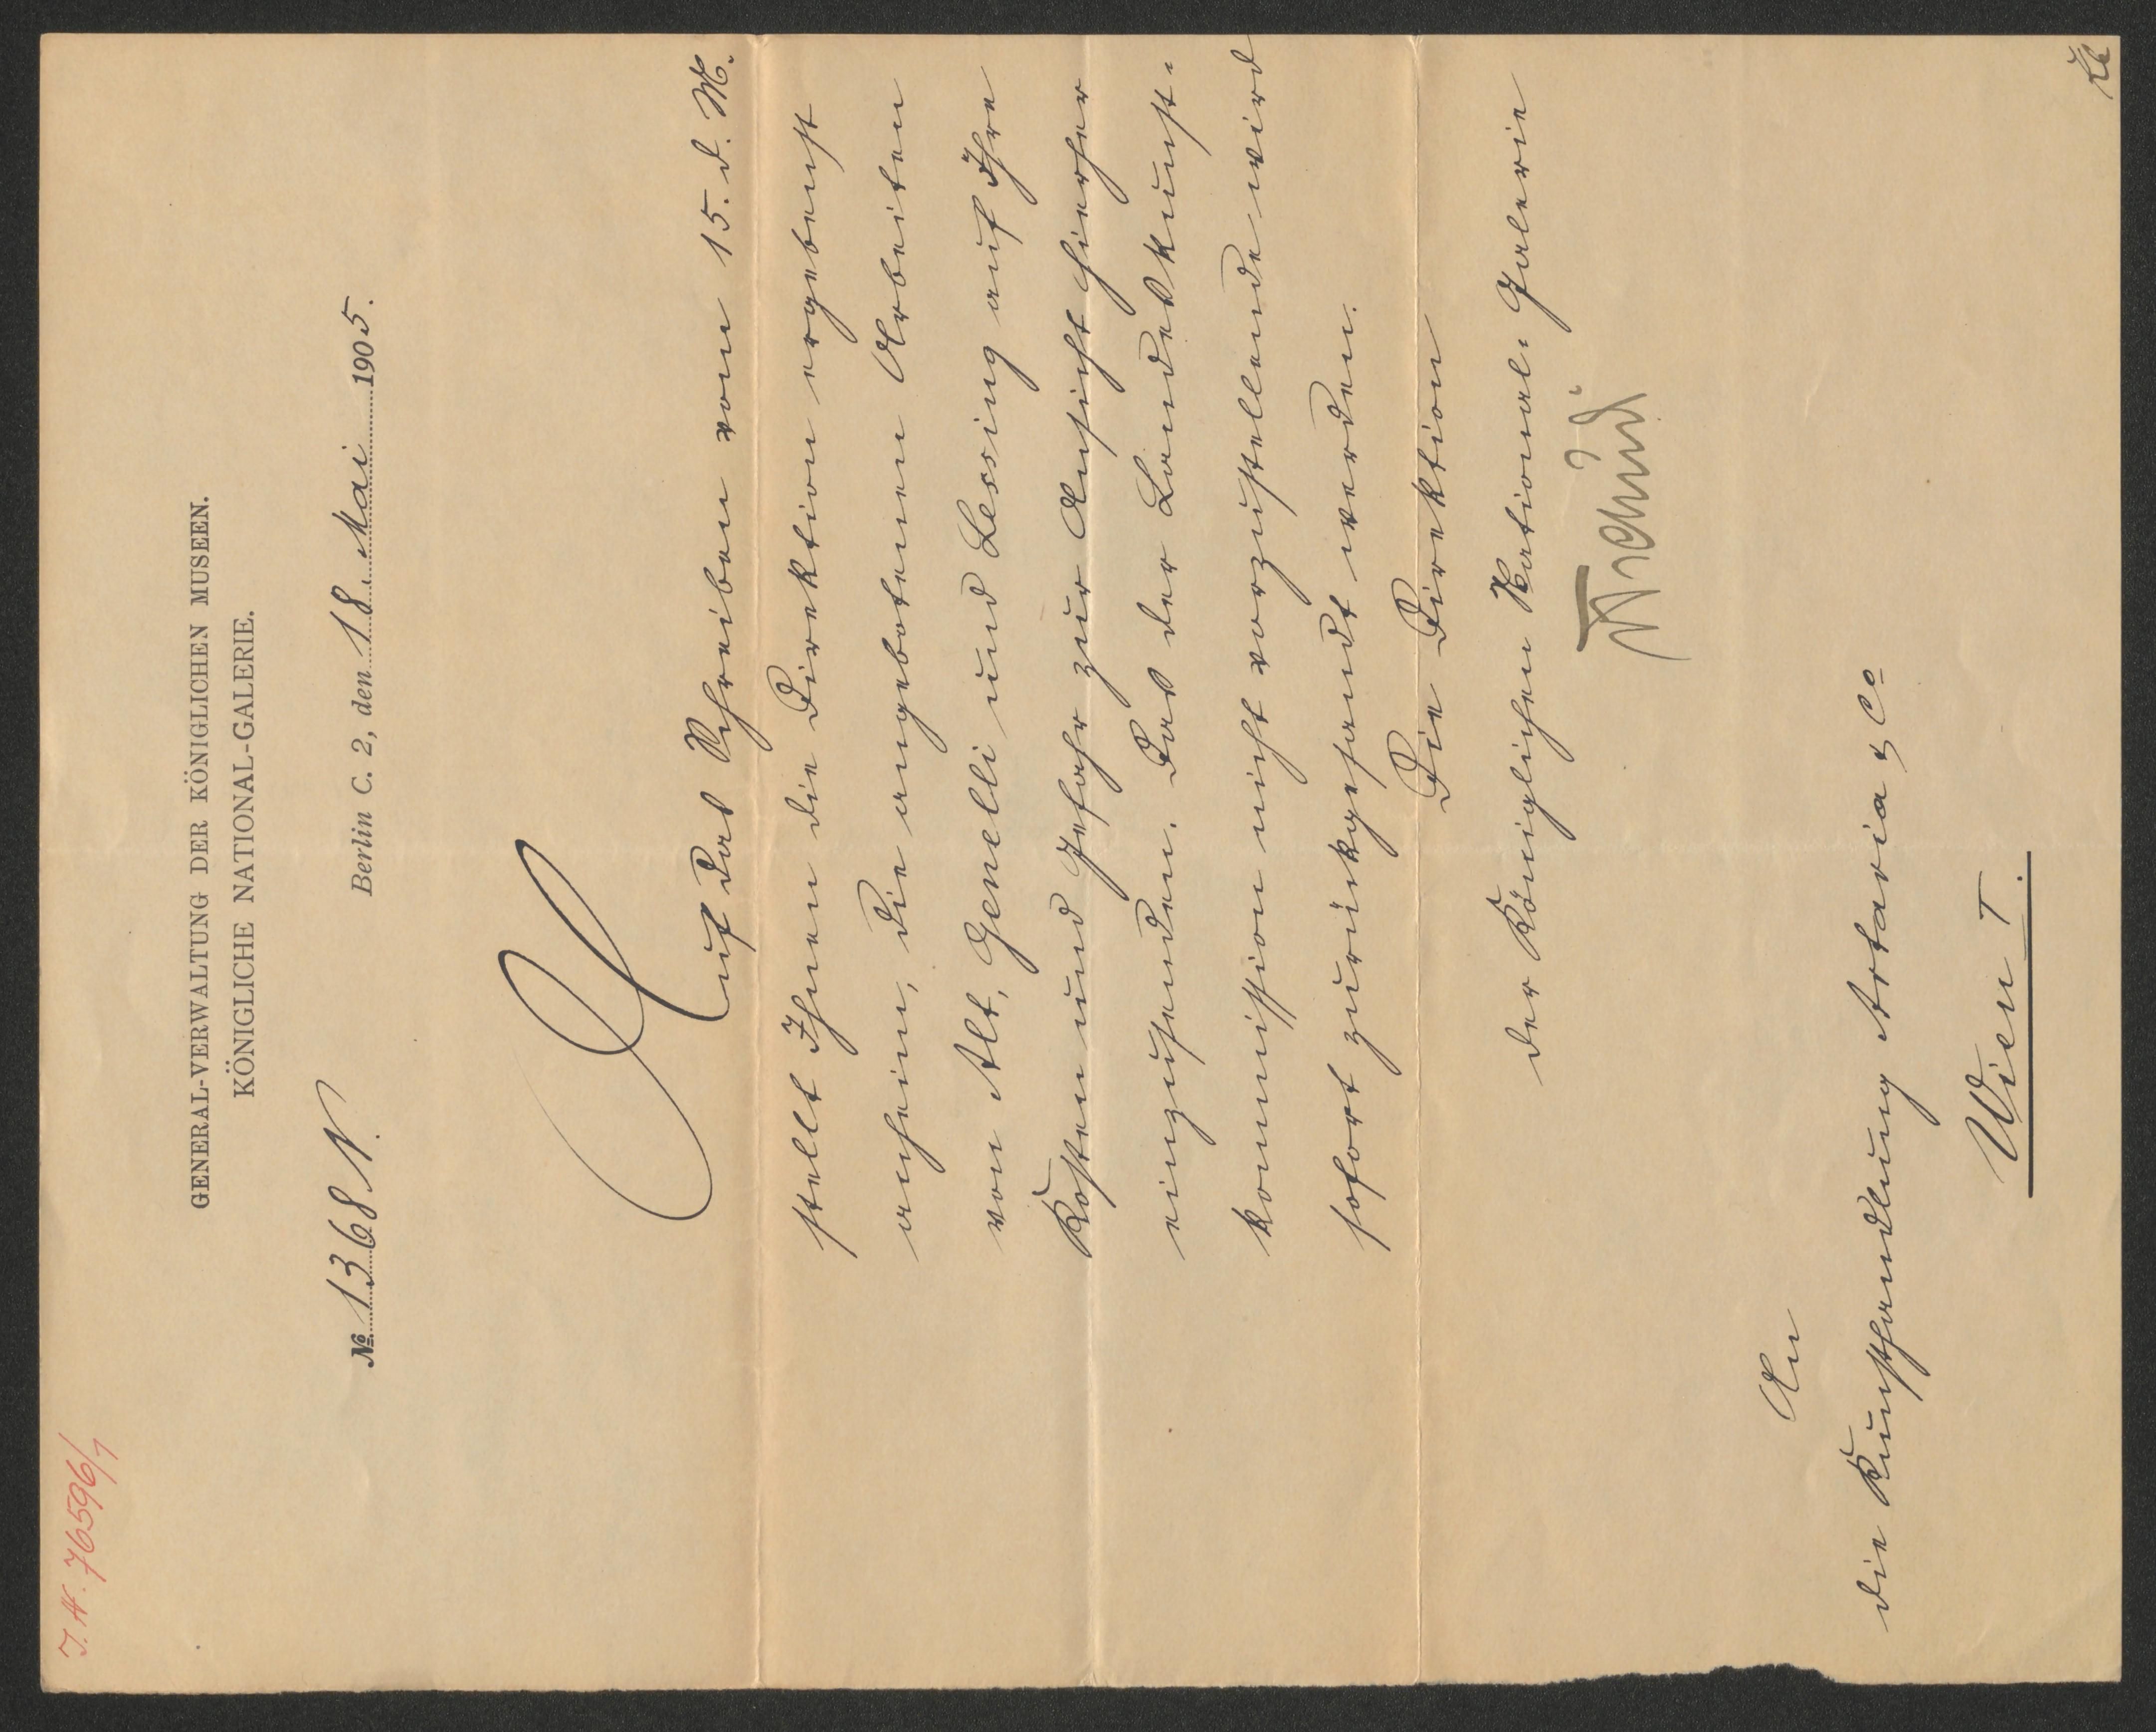 J. N. 76596/1
GENERAL-VERWALTUNG DER KÖNIGLICHEN MUSEEN.
KÖNIGLICHE NATIONAL-GALERIE.
№ 1368 N.
Berlin C. 2, den 18. Mai 1905.
Auf das Schreiben vom 15. d. M.
stellt Ihnen die Direktion ergebenst
anheim, die angebotenen Arbeiten
von Alt, Genelli und Lessing auf Ihre
Kosten und Gefahr zur Ansicht hierher
einzusenden. Das der Landeskunst-
kommission nicht vorzustellende wird
sofort zurückgesandt werden.
Die Direktion
der Königlichen National-Galerie
Tschudi
An
die Kunsthandlung Artaria & Co
Wien I.